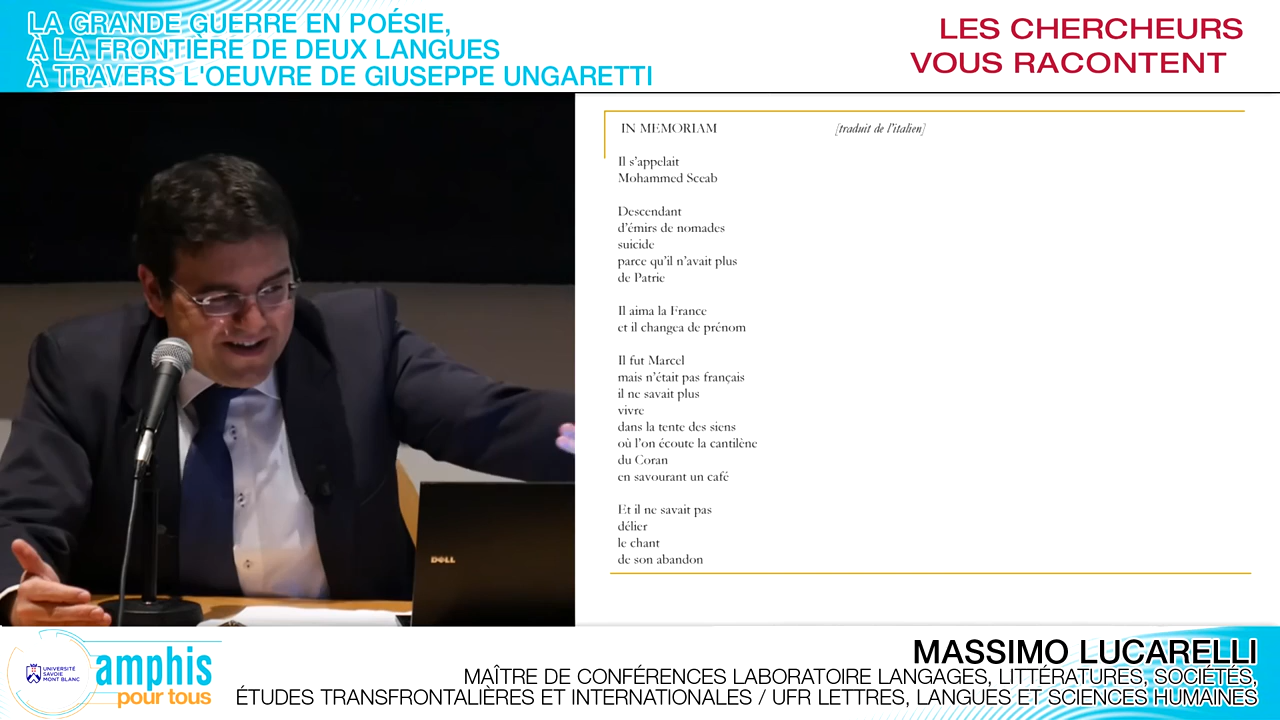 LA GRANDE GUERRE EN POÉSIE,
À LA FRONTIÈRE DE DEUX LANGUES
À TRAVERS L'OEUVRE DE GIUSEPPE UNGARETTI
LES CHERCHEURS
VOUS RACONTENT
IN MEMORIAM [traduit de l'italien]
Il s'appelait
Mohammed Sceab
Descendant
d'émirs de nomades
suicide
parce qu'il n'avait plus
de Patrie
Il aima la France
et il changea de prénom
Il fut Marcel
mais n'était pas français
il ne savait plus
vivre
dans la tente des siens
où l'on écoute la cantilène
du Coran
en savourant un café
Et il ne savait pas
délier
le chant
de son abandon
DELL
UNIVERSITÉ
SAVOIE
MONT BLANC
amphis
pour tous
MASSIMO LUCARELLI
MAÎTRE DE CONFÉRENCES LABORATOIRE LANGAGES, LITTÉRATURES, SOCIÉTÉS,
ÉTUDES TRANSFRONTALIÈRES ET INTERNATIONALES / UFR LETTRES, LANGUES ET SCIENCES HUMAINES